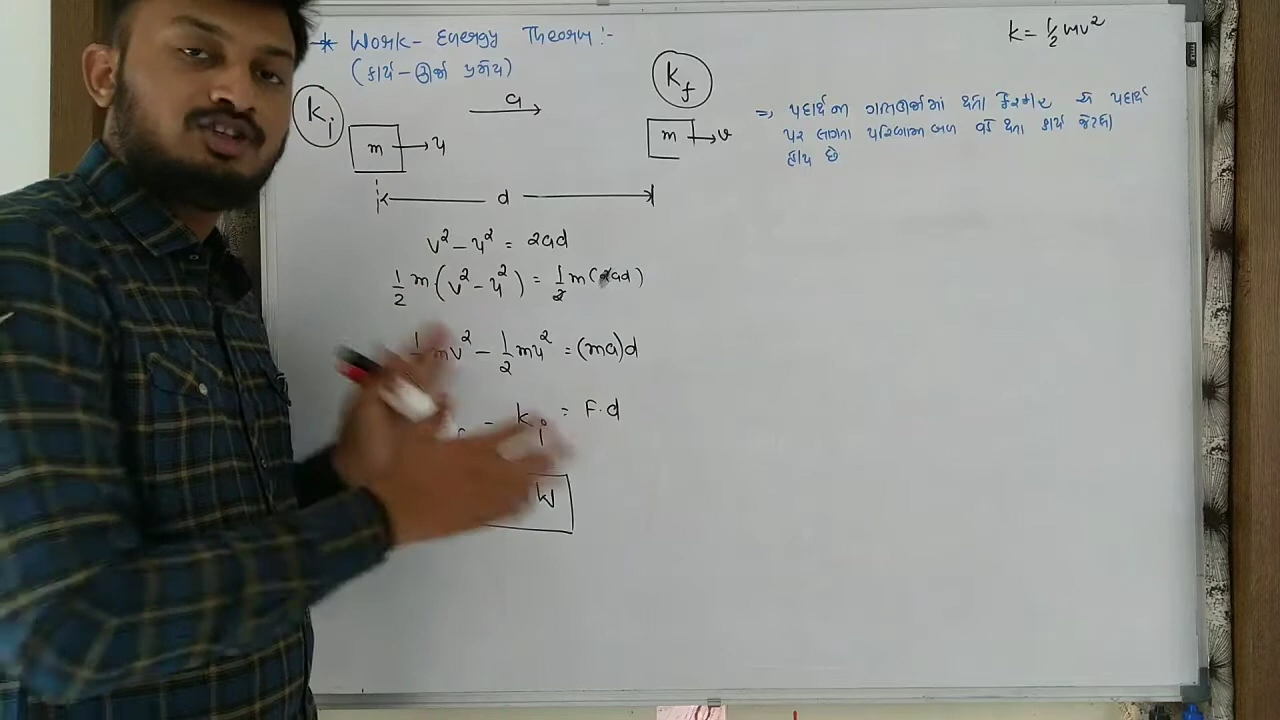 * Work - Energy Theorem :-
(કાર્ય - ઊર્જા પ્રમેય)
K = 1/2 mv²
Ki
a
Kf
m → u
m → v
⇒ પદાર્થની ગતિઊર્જામાં થતો ફેરફાર એ પદાર્થ
પર લાગતા પરિણામી બળ વડે થતા કાર્ય જેટલો
હોય છે
d
v² - u² = 2ad
1/2 m (v² - u²) = 1/2 m (2ad)
mv² - 1/2 mu² = (ma)d
- Ki = F·d
W